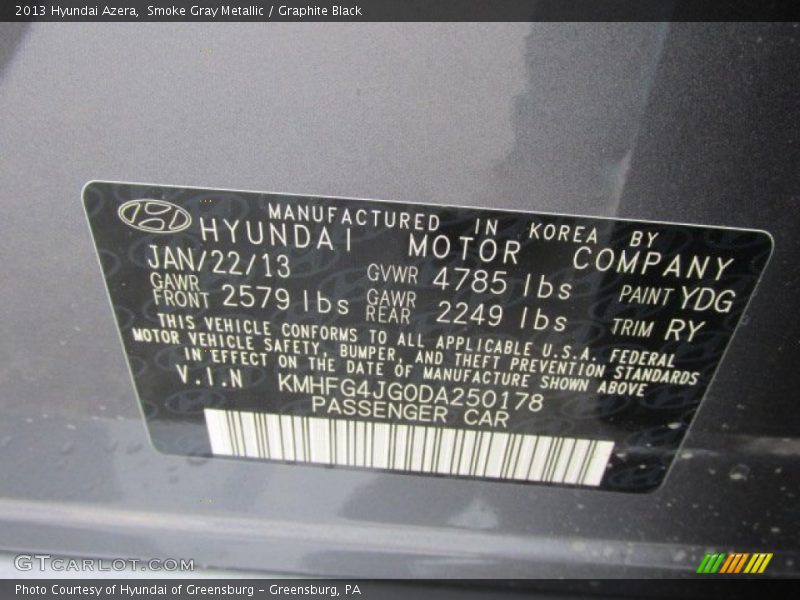 2013 Hyundai Azera, Smoke Gray Metallic / Graphite Black
MANUFACTURED IN KOREA BY
HYUNDAI MOTOR COMPANY
JAN/22/13 GVWR 4785 lbs PAINT YDG
GAWR FRONT 2579 lbs GAWR REAR 2249 lbs TRIM RY
THIS VEHICLE CONFORMS TO ALL APPLICABLE U.S.A. FEDERAL
MOTOR VEHICLE SAFETY, BUMPER, AND THEFT PREVENTION STANDARDS
IN EFFECT ON THE DATE OF MANUFACTURE SHOWN ABOVE
V.I.N KMHFG4JG0DA250178
PASSENGER CAR
GTCARLOT.COM
Photo Courtesy of Hyundai of Greensburg - Greensburg, PA